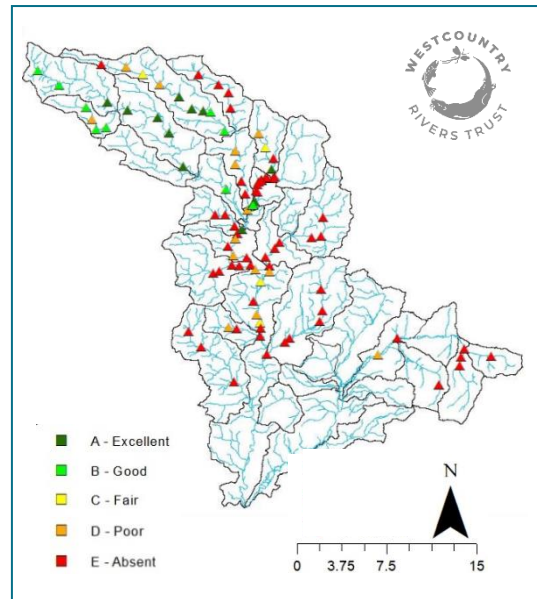 WESTCOUNTRY
RIVERS TRUST
A - Excellent
B - Good
C - Fair
D - Poor
E - Absent
N
0 3.75 7.5 15